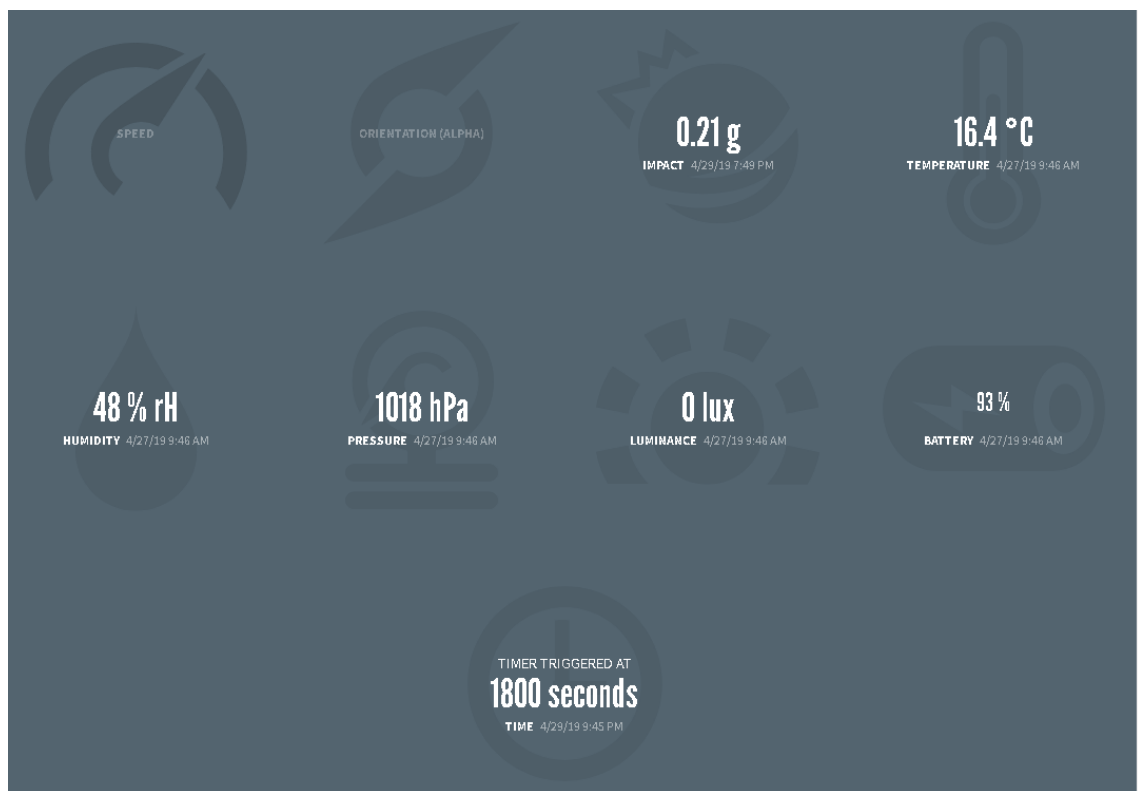 SPEED
ORIENTATION (ALPHA)
0.21 g
IMPACT 4/29/19 7:49 PM
16.4 °C
TEMPERATURE 4/27/19 9:46 AM
48 % rH
HUMIDITY 4/27/19 9:46 AM
1018 hPa
PRESSURE 4/27/19 9:46 AM
0 lux
LUMINANCE 4/27/19 9:46 AM
93 %
BATTERY 4/27/19 9:46 AM
TIMER TRIGGERED AT
1800 seconds
TIME 4/29/19 9:45 PM